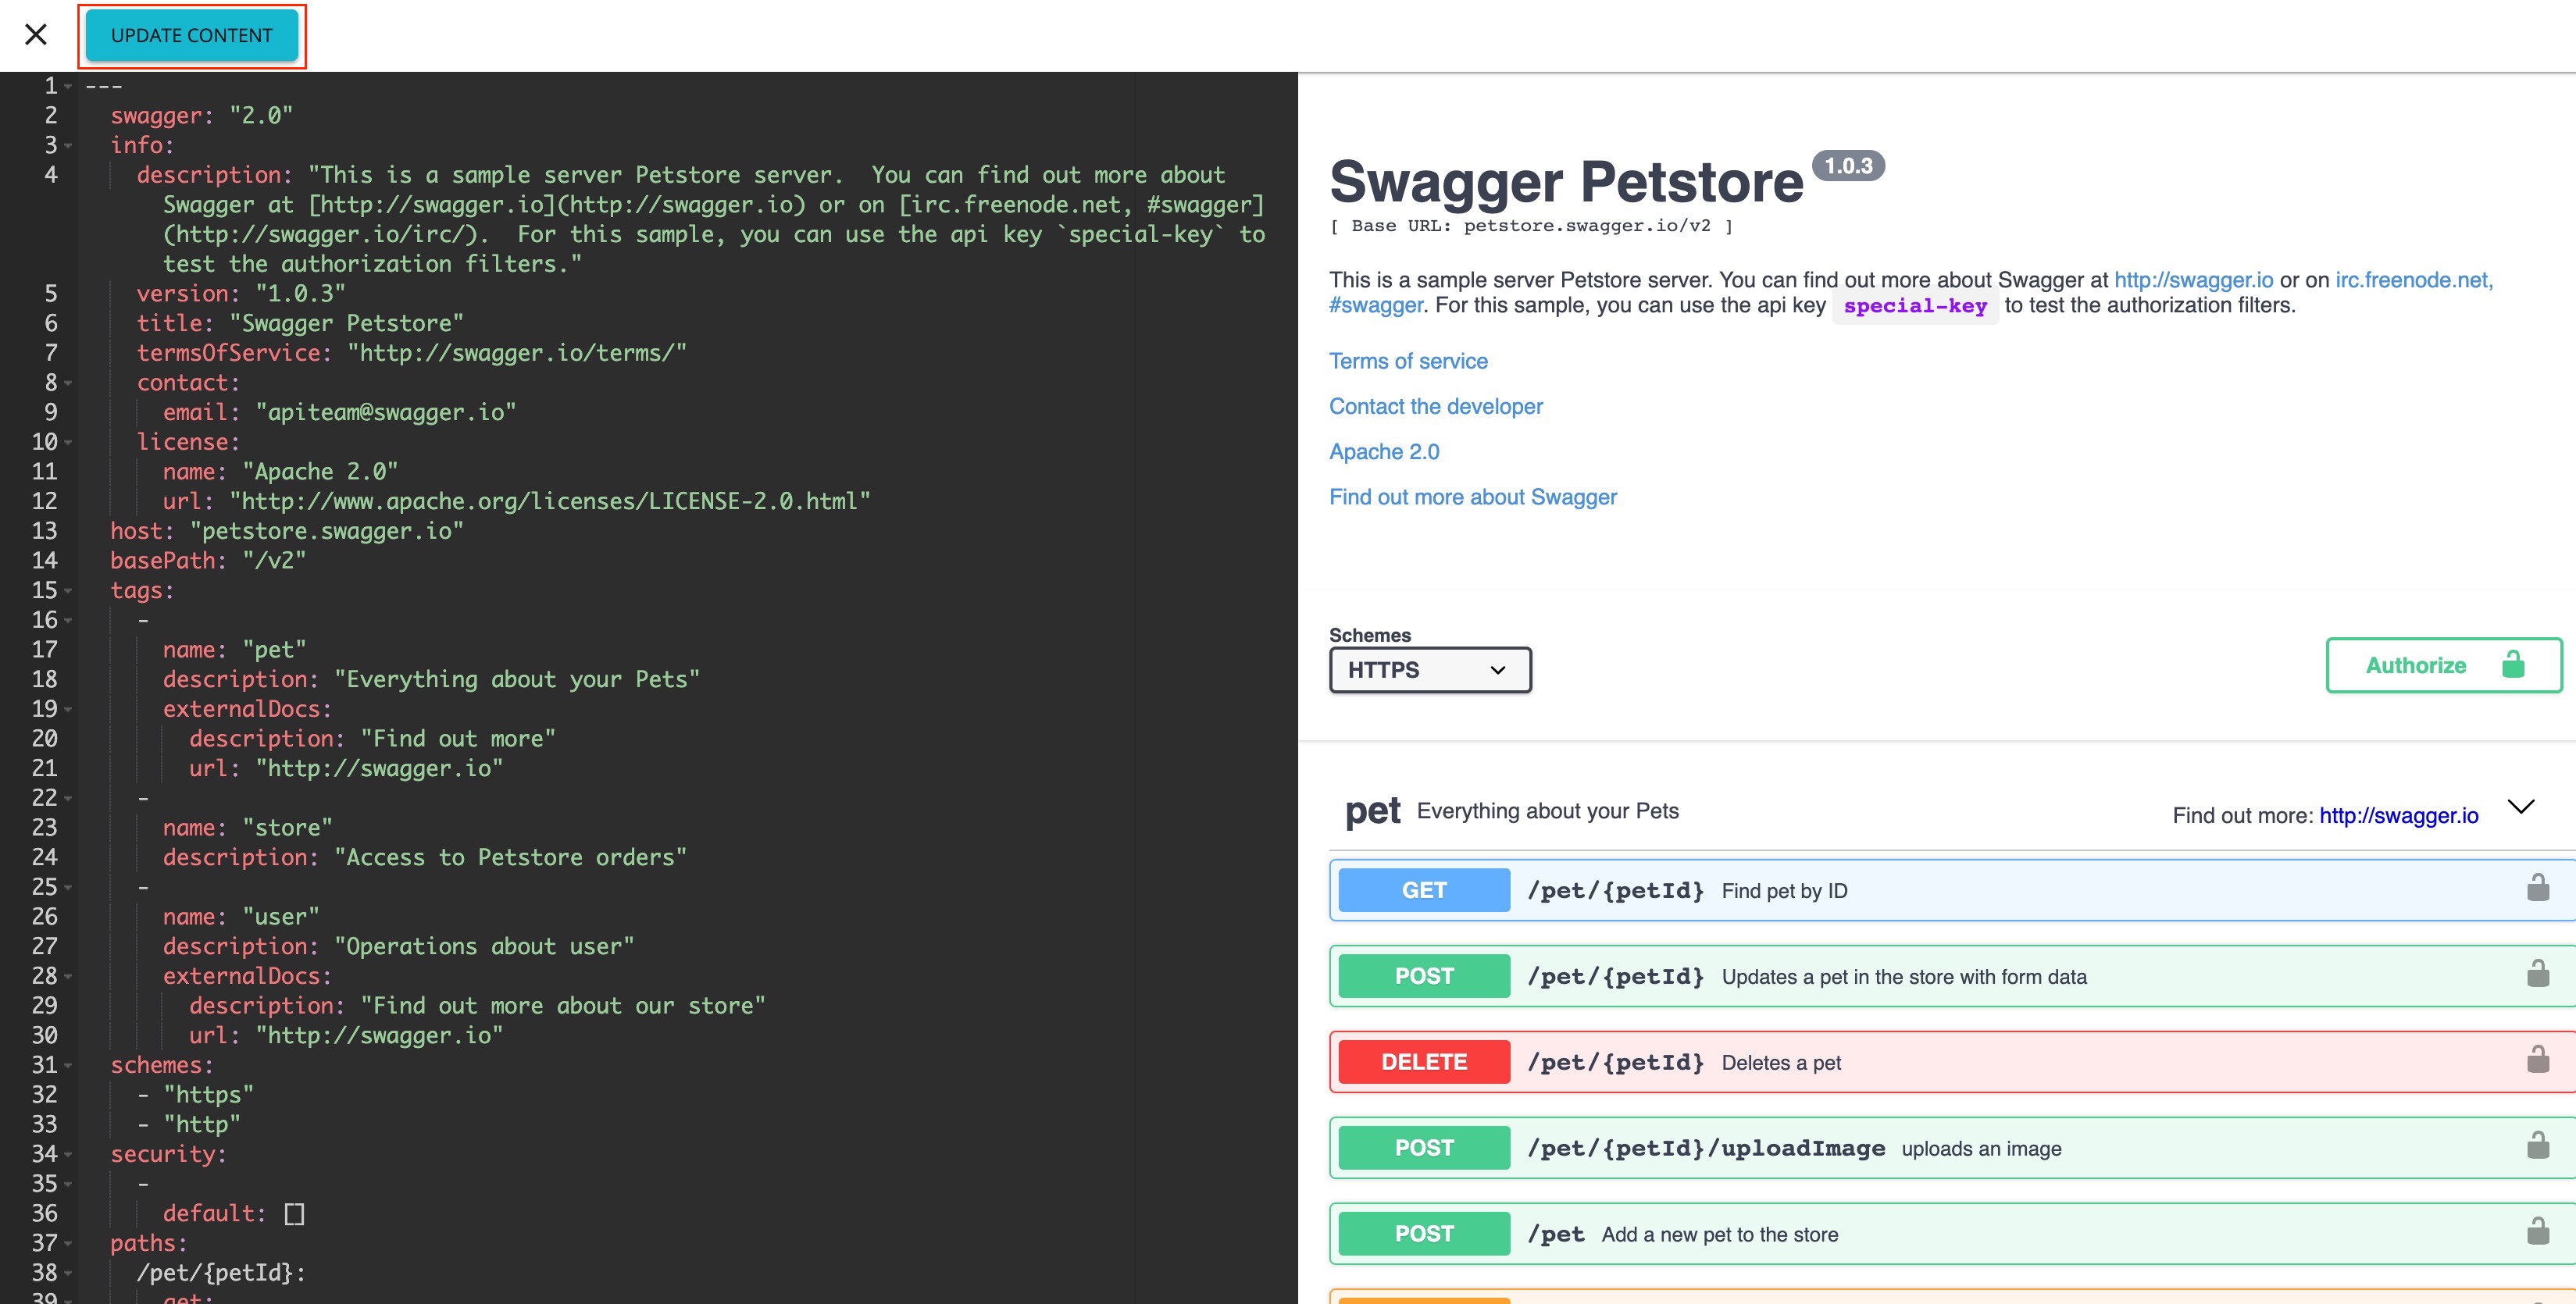 UPDATE CONTENT
1 ---
2 swagger: "2.0"
3 info:
4 description: "This is a sample server Petstore server.  You can find out more about
Swagger at [http://swagger.io](http://swagger.io) or on [irc.freenode.net, #swagger]
(http://swagger.io/irc/).  For this sample, you can use the api key `special-key` to
test the authorization filters."
5 version: "1.0.3"
6 title: "Swagger Petstore"
7 termsOfService: "http://swagger.io/terms/"
8 contact:
9 email: "apiteam@swagger.io"
10 license:
11 name: "Apache 2.0"
12 url: "http://www.apache.org/licenses/LICENSE-2.0.html"
13 host: "petstore.swagger.io"
14 basePath: "/v2"
15 tags:
16 -
17 name: "pet"
18 description: "Everything about your Pets"
19 externalDocs:
20 description: "Find out more"
21 url: "http://swagger.io"
22 -
23 name: "store"
24 description: "Access to Petstore orders"
25 -
26 name: "user"
27 description: "Operations about user"
28 externalDocs:
29 description: "Find out more about our store"
30 url: "http://swagger.io"
31 schemes:
32 - "https"
33 - "http"
34 security:
35 -
36 default: []
37 paths:
38 /pet/{petId}:
39 get:
Swagger Petstore 1.0.3
[ Base URL: petstore.swagger.io/v2 ]
This is a sample server Petstore server. You can find out more about Swagger at http://swagger.io or on irc.freenode.net,
#swagger. For this sample, you can use the api key special-key to test the authorization filters.
Terms of service
Contact the developer
Apache 2.0
Find out more about Swagger
Schemes
HTTPS
Authorize
pet Everything about your Pets Find out more: http://swagger.io
GET /pet/{petId} Find pet by ID
POST /pet/{petId} Updates a pet in the store with form data
DELETE /pet/{petId} Deletes a pet
POST /pet/{petId}/uploadImage uploads an image
POST /pet Add a new pet to the store